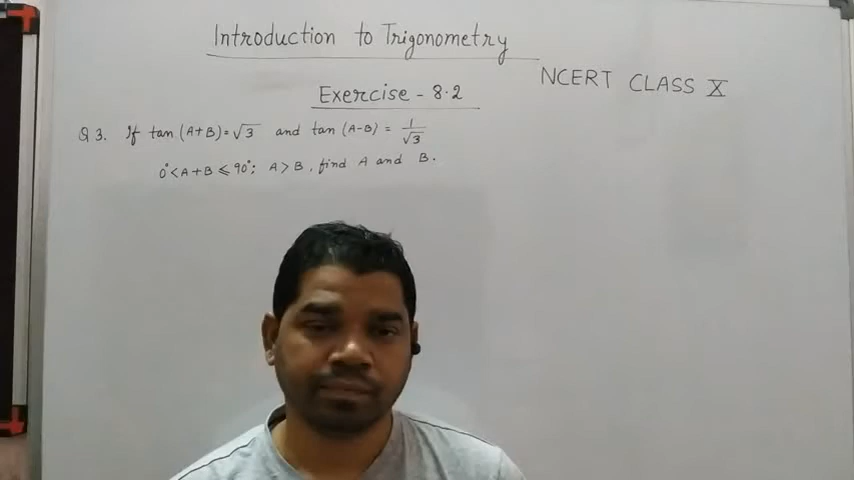 Introduction to Trigonometry
NCERT CLASS X
Exercise - 8.2
Q 3. If tan (A+B) = √3 and tan (A-B) = 1/√3
0° < A+B ⩽ 90°; A > B, find A and B.